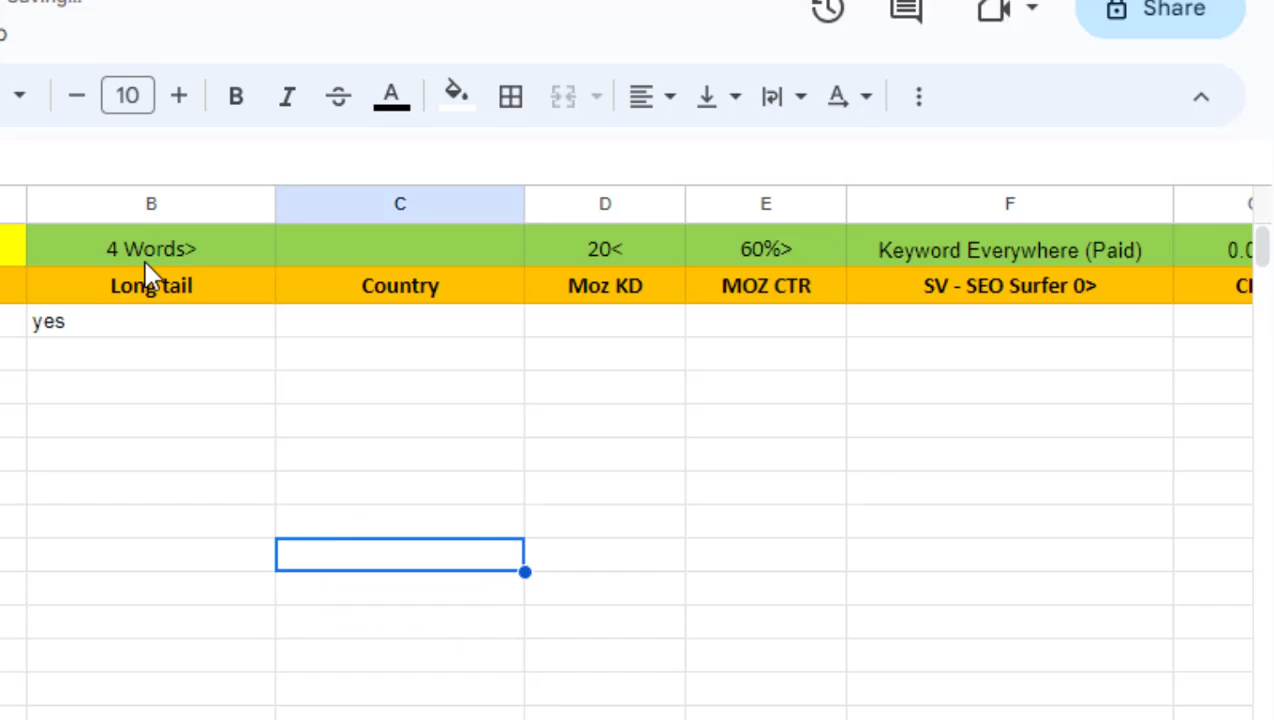 Saving...
Share
10
B
C
D
E
F
4 Words>
20<
60%>
Keyword Everywhere (Paid)
0.0
Long tail
Country
Moz KD
MOZ CTR
SV - SEO Surfer 0>
yes